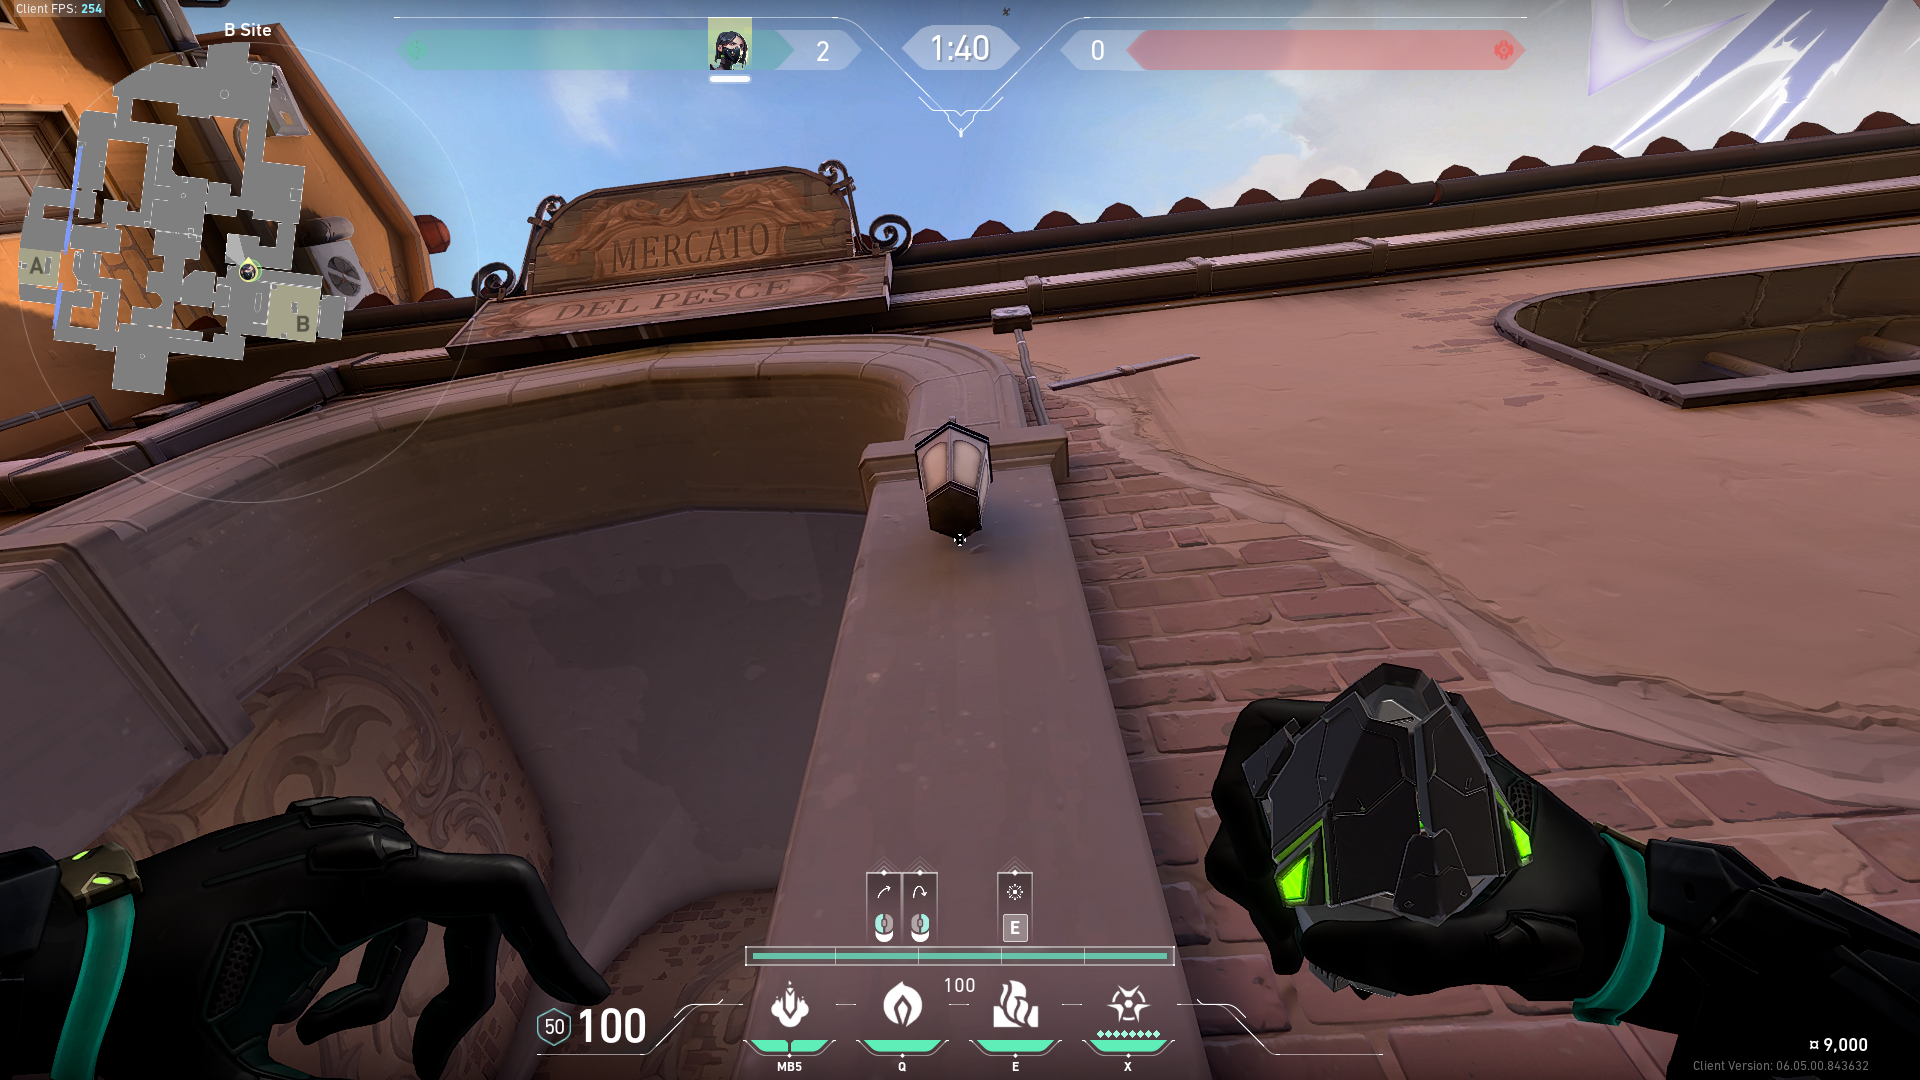 Client FPS: 254
B Site
2
1:40
0
A
B
MERCATO
DEL PESCE
E
100
50
100
MB5
Q
E
X
¤ 9,000
Client Version: 06.05.00.843632